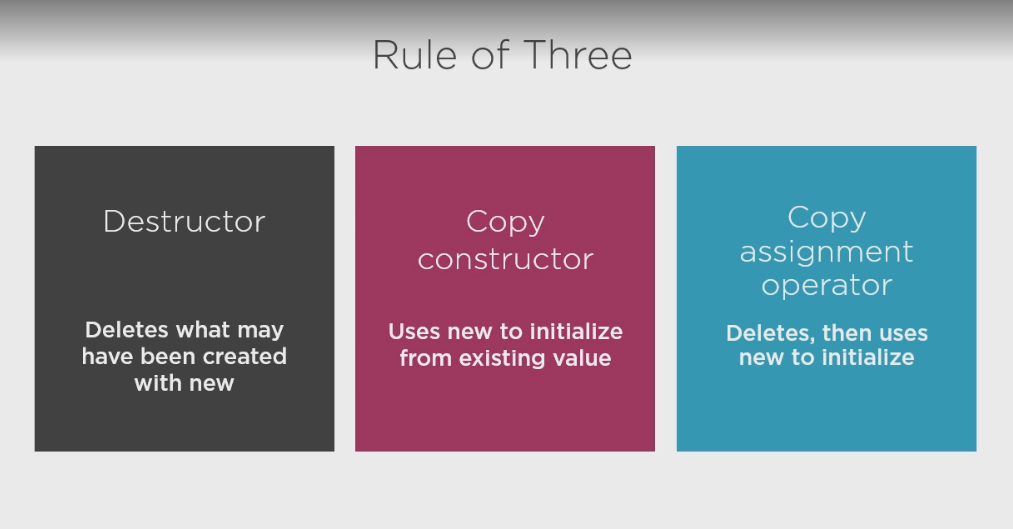 Rule of Three
Destructor
Deletes what may
have been created
with new
Copy
constructor
Uses new to initialize
from existing value
Copy
assignment
operator
Deletes, then uses
new to initialize